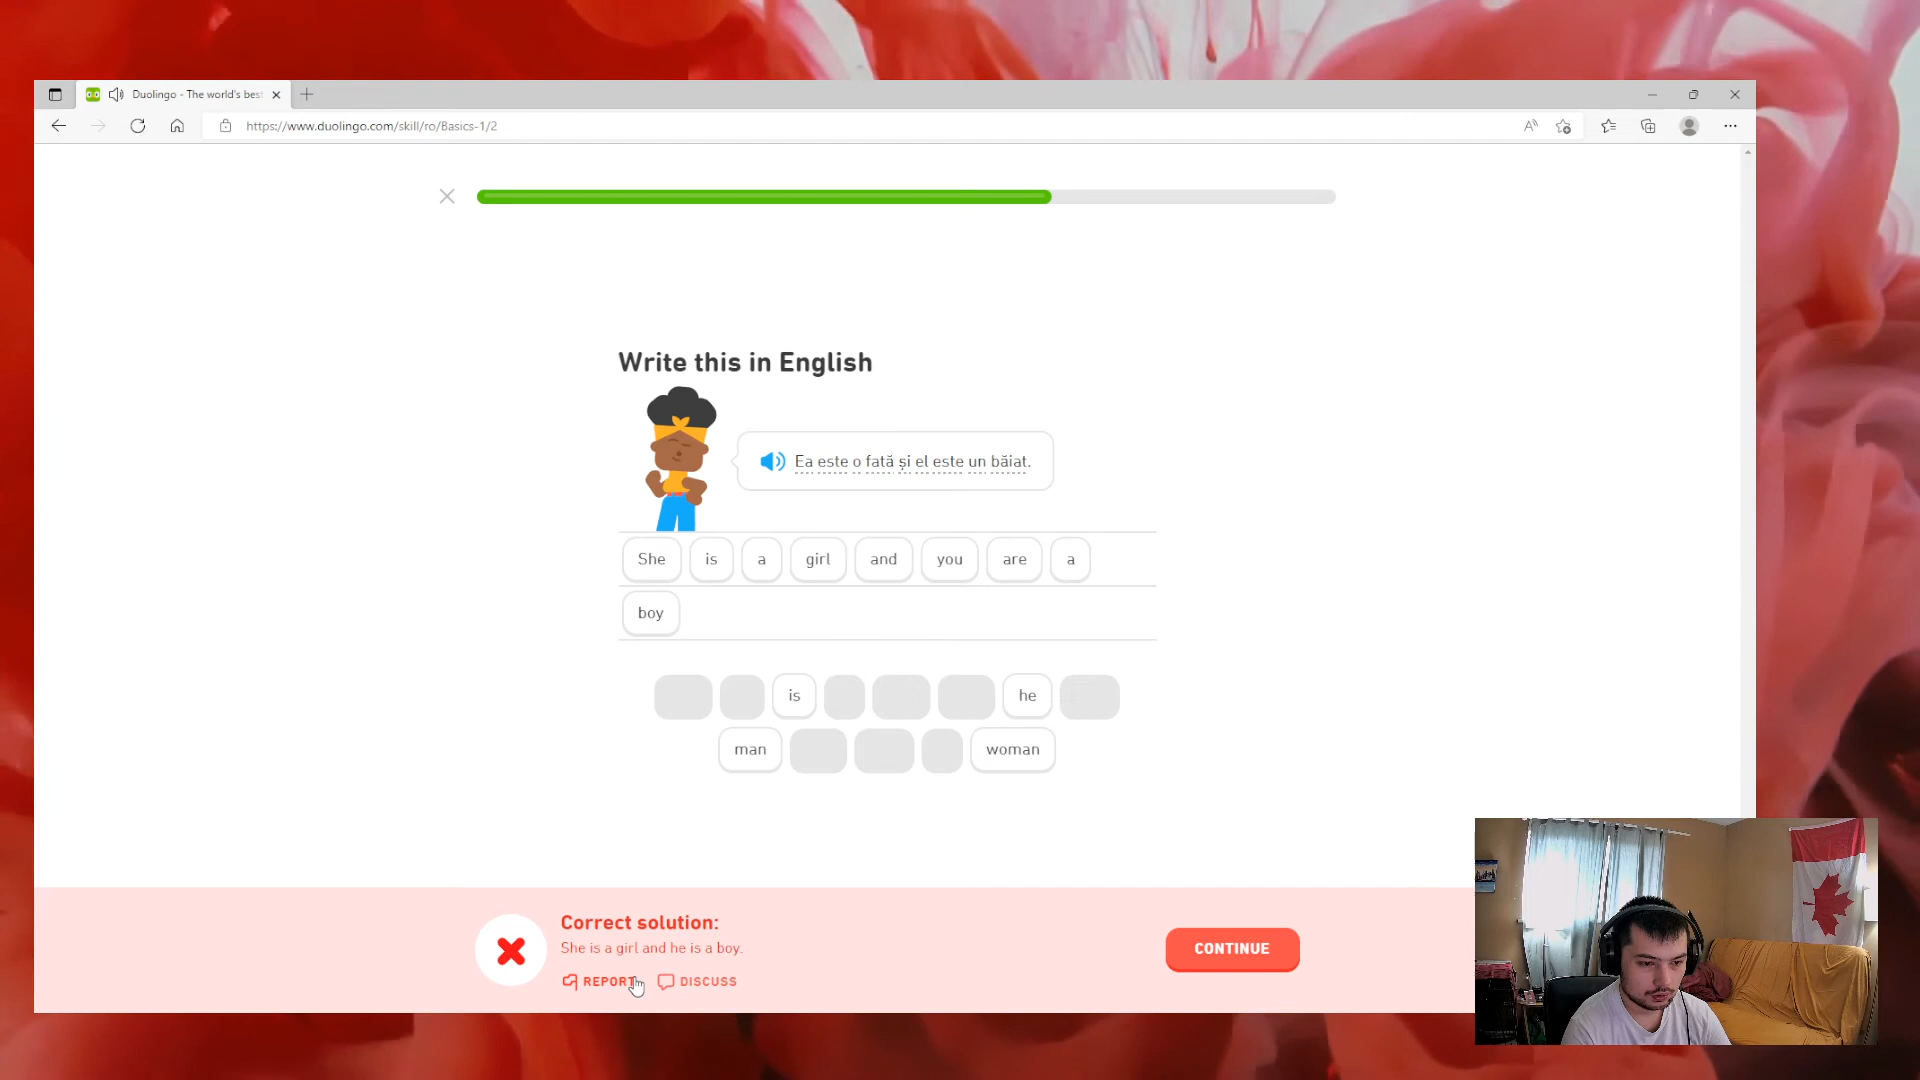 Duolingo - The world's bes
https://www.duolingo.com/skill/ro/Basics-1/2
Write this in English
Ea este o fată și el este un băiat.
She is a girl and you are a
boy
is he
man woman
Correct solution:
She is a girl and he is a boy.
REPORT DISCUSS
CONTINUE